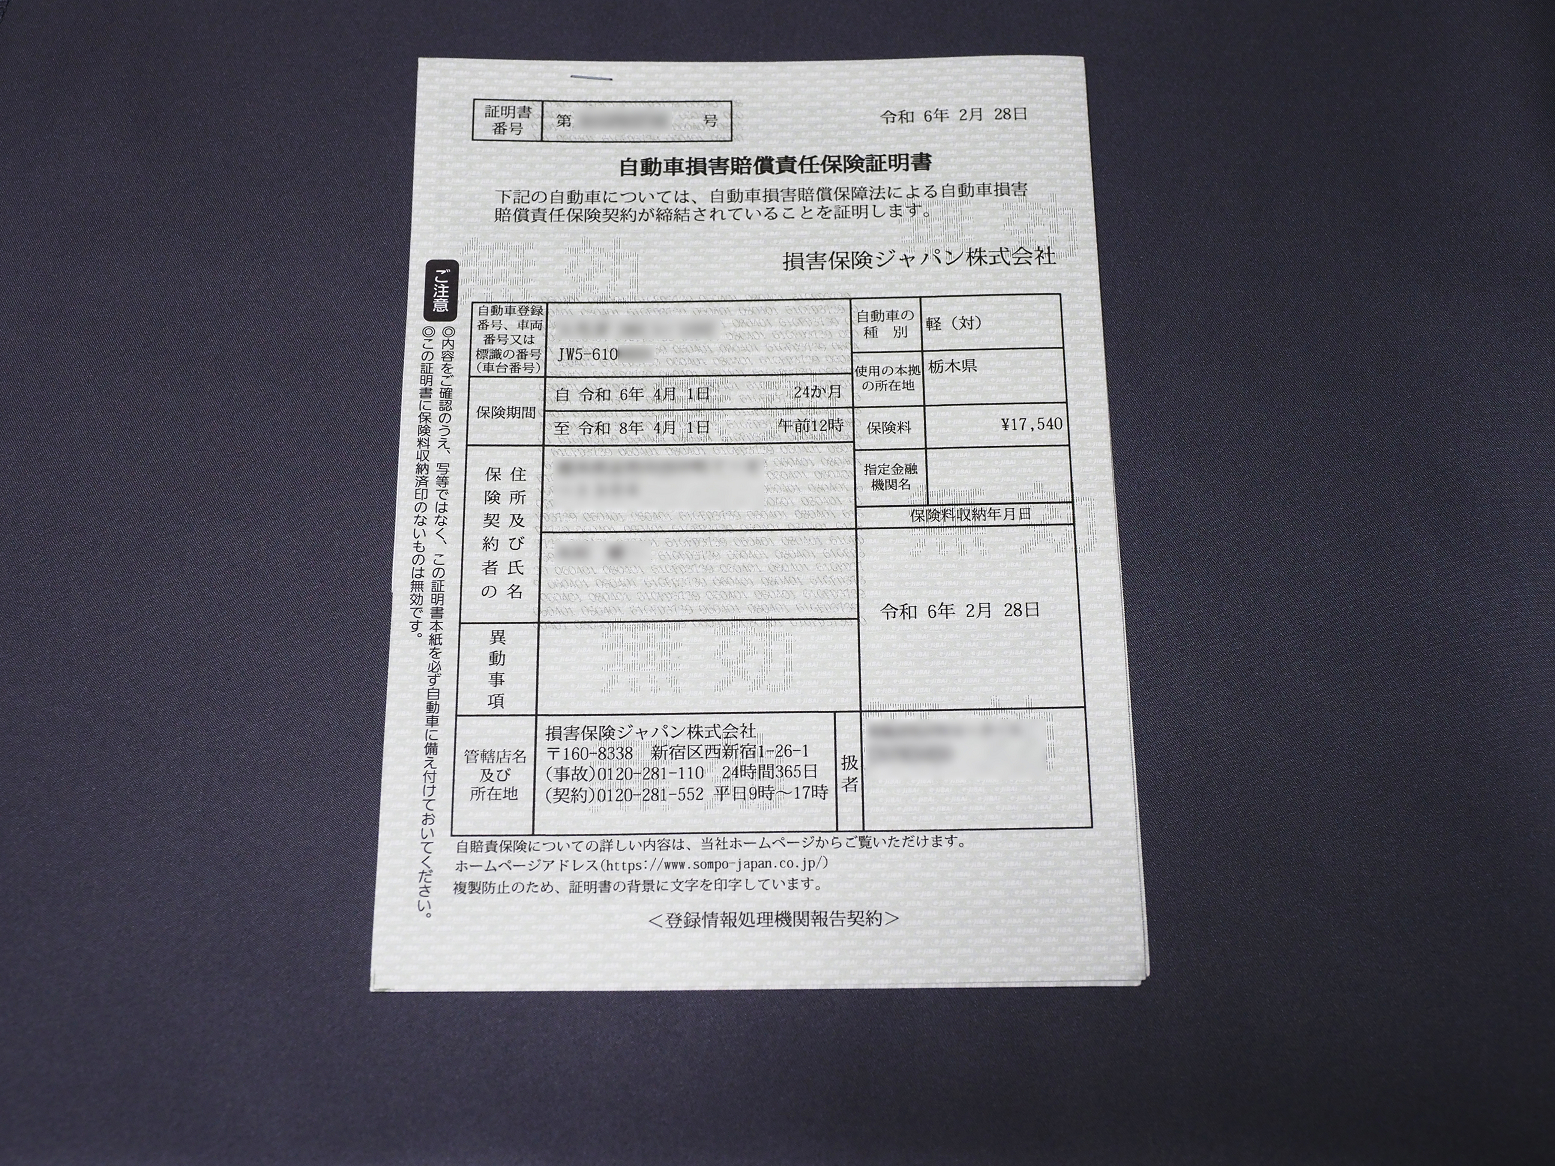 証明書
番号
第
号
令和 6年 2月 28日
自動車損害賠償責任保険証明書
下記の自動車については、自動車損害賠償保障法による自動車損害
賠償責任保険契約が締結されていることを証明します。
損害保険ジャパン株式会社
ご注意
◎内容をご確認のうえ、写等ではなく、この証明書本紙を必ず自動車に備え付けておいてください。
◎この証明書に保険料収納済印のないものは無効です。
自動車登録
番号、車両
番号又は
標識の番号
(車台番号)
JW5-610
自動車の
種 別
軽(対)
使用の本拠
の所在地
栃木県
保険期間
自 令和 6年 4月 1日 24か月
至 令和 8年 4月 1日 午前12時
保険料
¥17,540
指定金融
機関名
保険料収納年月日
令和 6年 2月 28日
保険契約者の
住所及び氏名
異動事項
無効
管轄店名
及び
所在地
損害保険ジャパン株式会社
〒160-8338 新宿区西新宿1-26-1
(事故)0120-281-110 24時間365日
(契約)0120-281-552 平日9時〜17時
扱者
自賠責保険についての詳しい内容は、当社ホームページからご覧いただけます。
ホームページアドレス(https://www.sompo-japan.co.jp/)
複製防止のため、証明書の背景に文字を印字しています。
＜登録情報処理機関報告契約＞